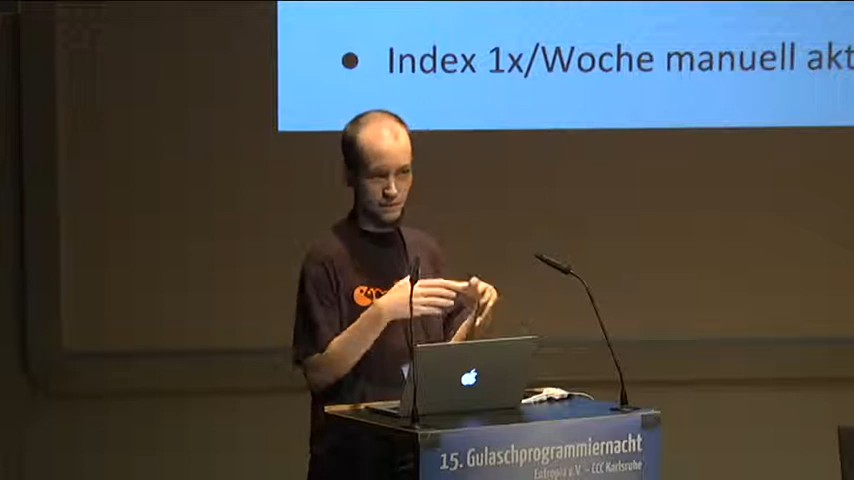 Index 1x/Woche manuell akt
15. Gulaschprogrammiernacht
Entropia e.V. - CCC Karlsruhe